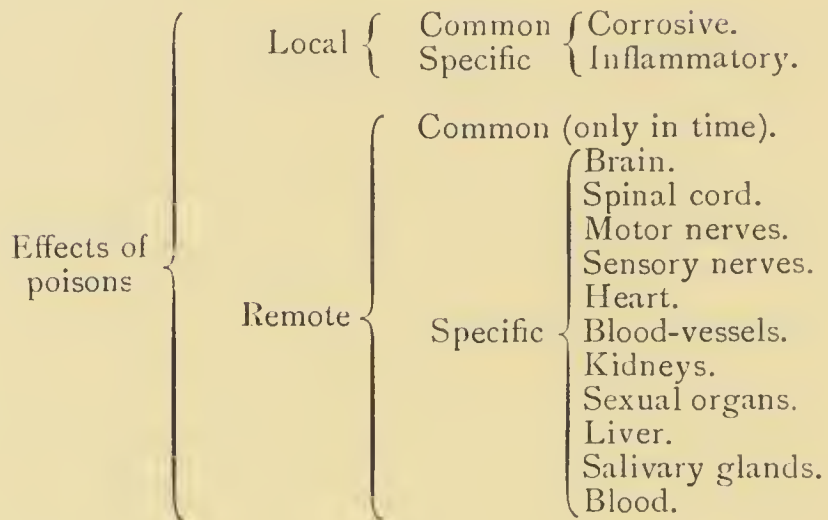 Local Common Corrosive.
Specific Inflammatory.
Common (only in time).
Brain.
Spinal cord.
Motor nerves.
Effects of poisons
Sensory nerves.
Heart.
Remote
Specific Blood-vessels.
Kidneys.
Sexual organs.
Liver.
Salivary glands.
Blood.